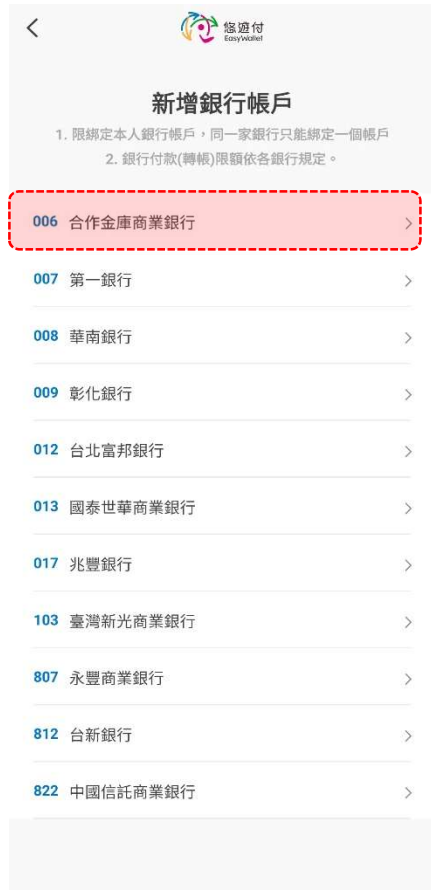 悠遊付
EasyWallet
新增銀行帳戶
1. 限綁定本人銀行帳戶，同一家銀行只能綁定一個帳戶
2. 銀行付款(轉帳)限額依各銀行規定。
006 合作金庫商業銀行
007 第一銀行
008 華南銀行
009 彰化銀行
012 台北富邦銀行
013 國泰世華商業銀行
017 兆豐銀行
103 臺灣新光商業銀行
807 永豐商業銀行
812 台新銀行
822 中國信託商業銀行